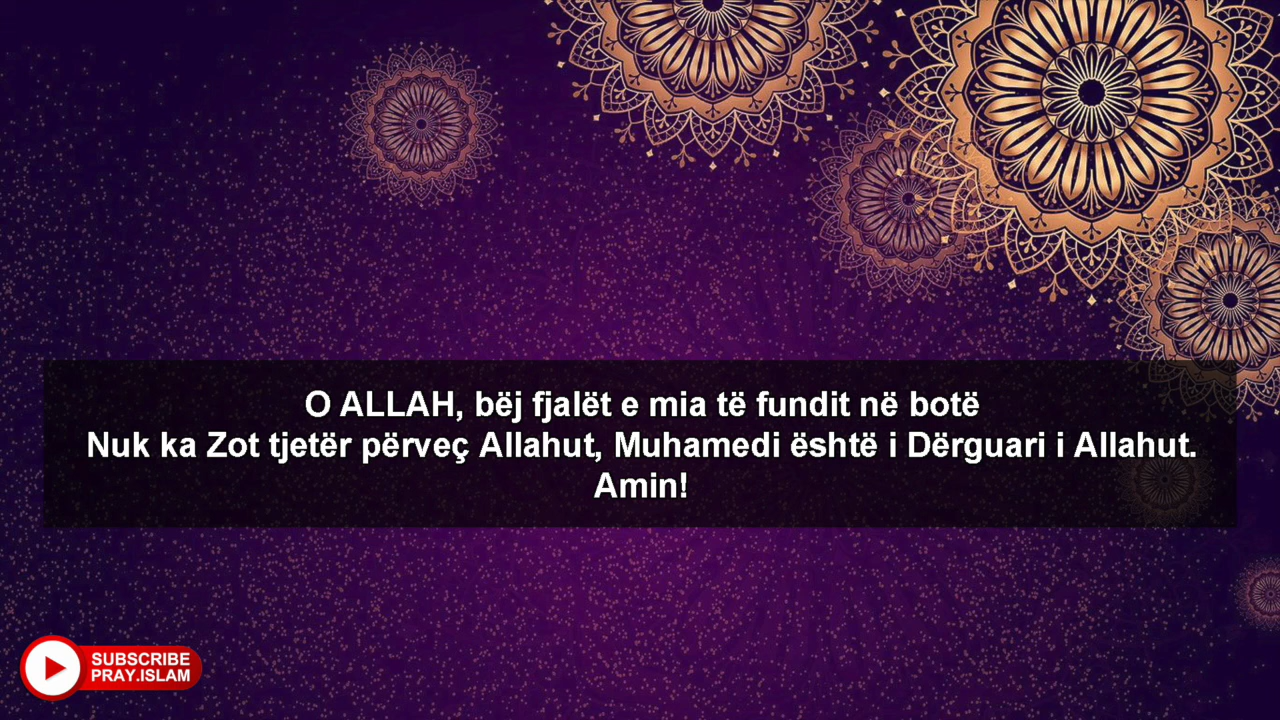 O ALLAH, bëj fjalët e mia të fundit në botë
Nuk ka Zot tjetër përveç Allahut, Muhamedi është i Dërguari i Allahut.
Amin!
SUBSCRIBE
PRAY.ISLAM